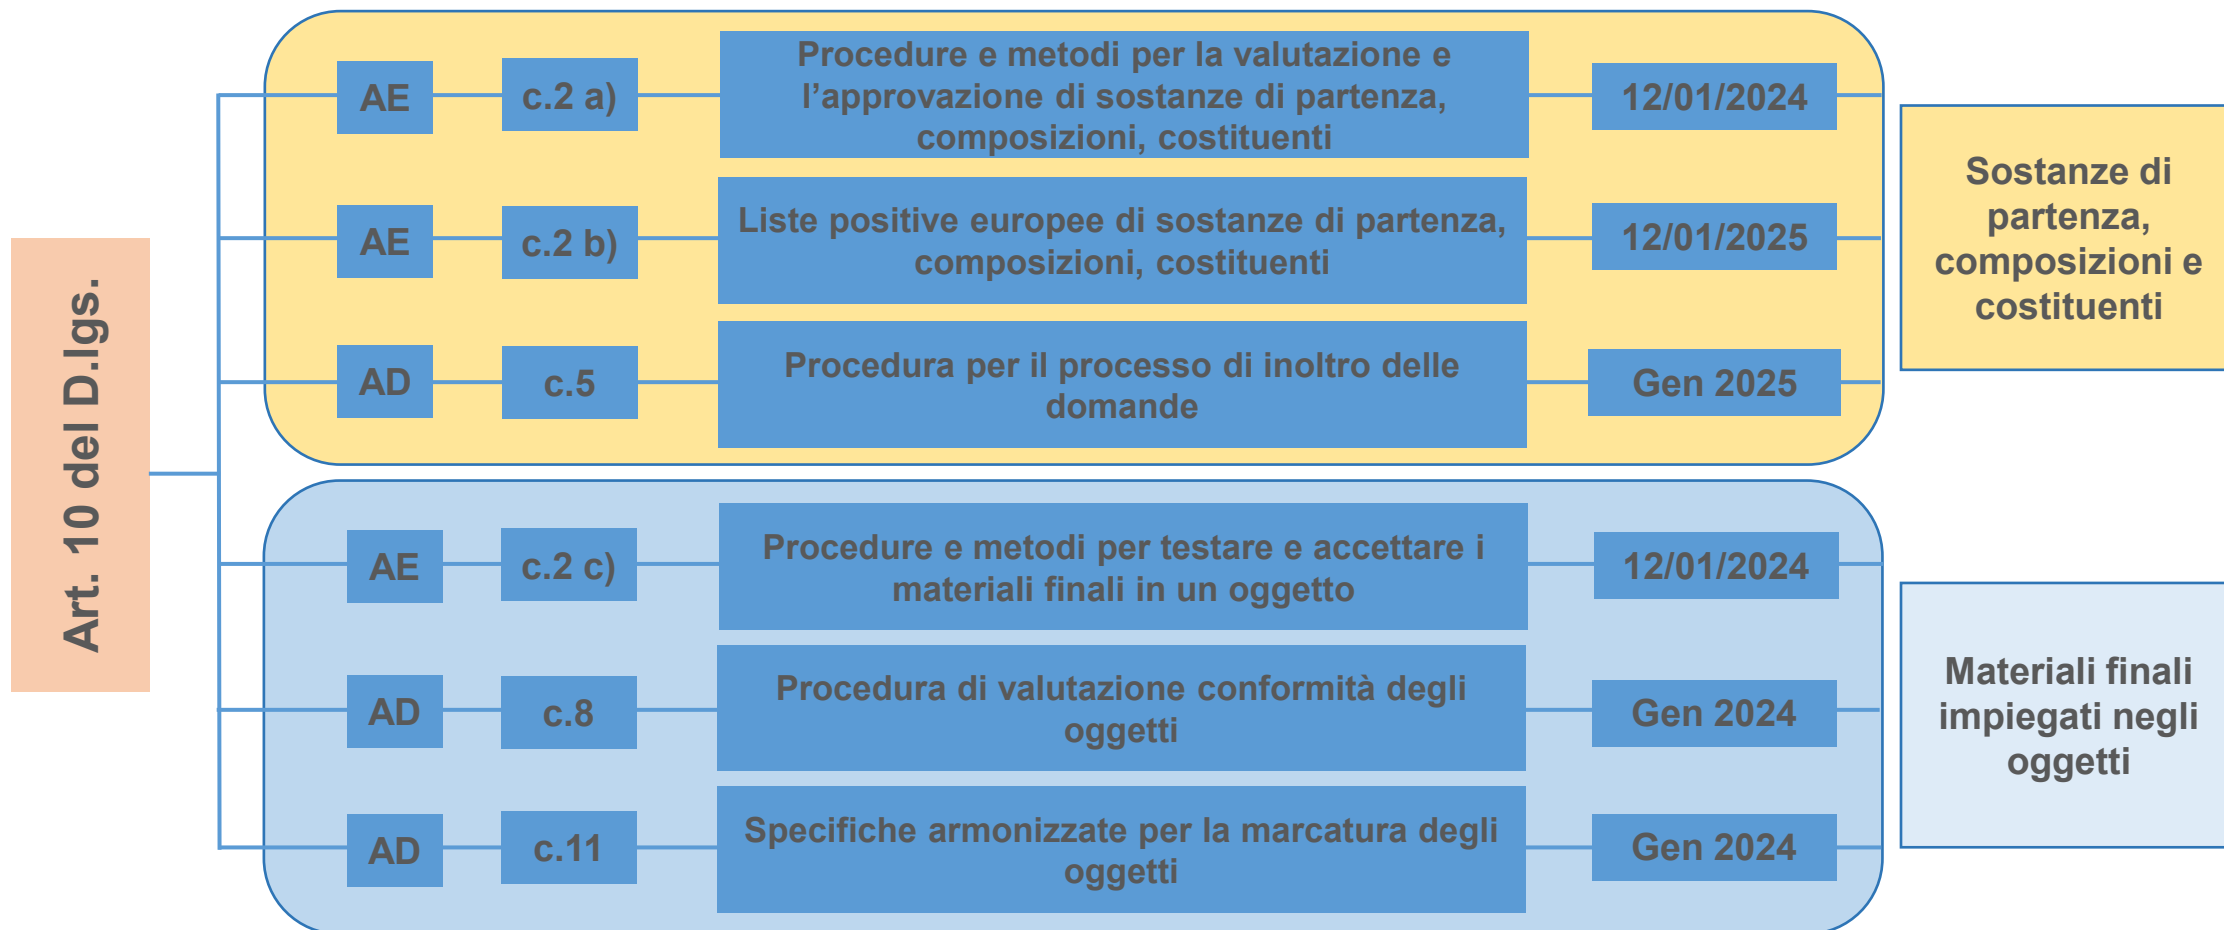 Art. 10 del D.lgs.
AE
c.2 a)
Procedure e metodi per la valutazione e
l’approvazione di sostanze di partenza,
composizioni, costituenti
12/01/2024
AE
c.2 b)
Liste positive europee di sostanze di partenza,
composizioni, costituenti
12/01/2025
AD
c.5
Procedura per il processo di inoltro delle
domande
Gen 2025
Sostanze di
partenza,
composizioni e
costituenti
AE
c.2 c)
Procedure e metodi per testare e accettare i
materiali finali in un oggetto
12/01/2024
AD
c.8
Procedura di valutazione conformità degli
oggetti
Gen 2024
AD
c.11
Specifiche armonizzate per la marcatura degli
oggetti
Gen 2024
Materiali finali
impiegati negli
oggetti